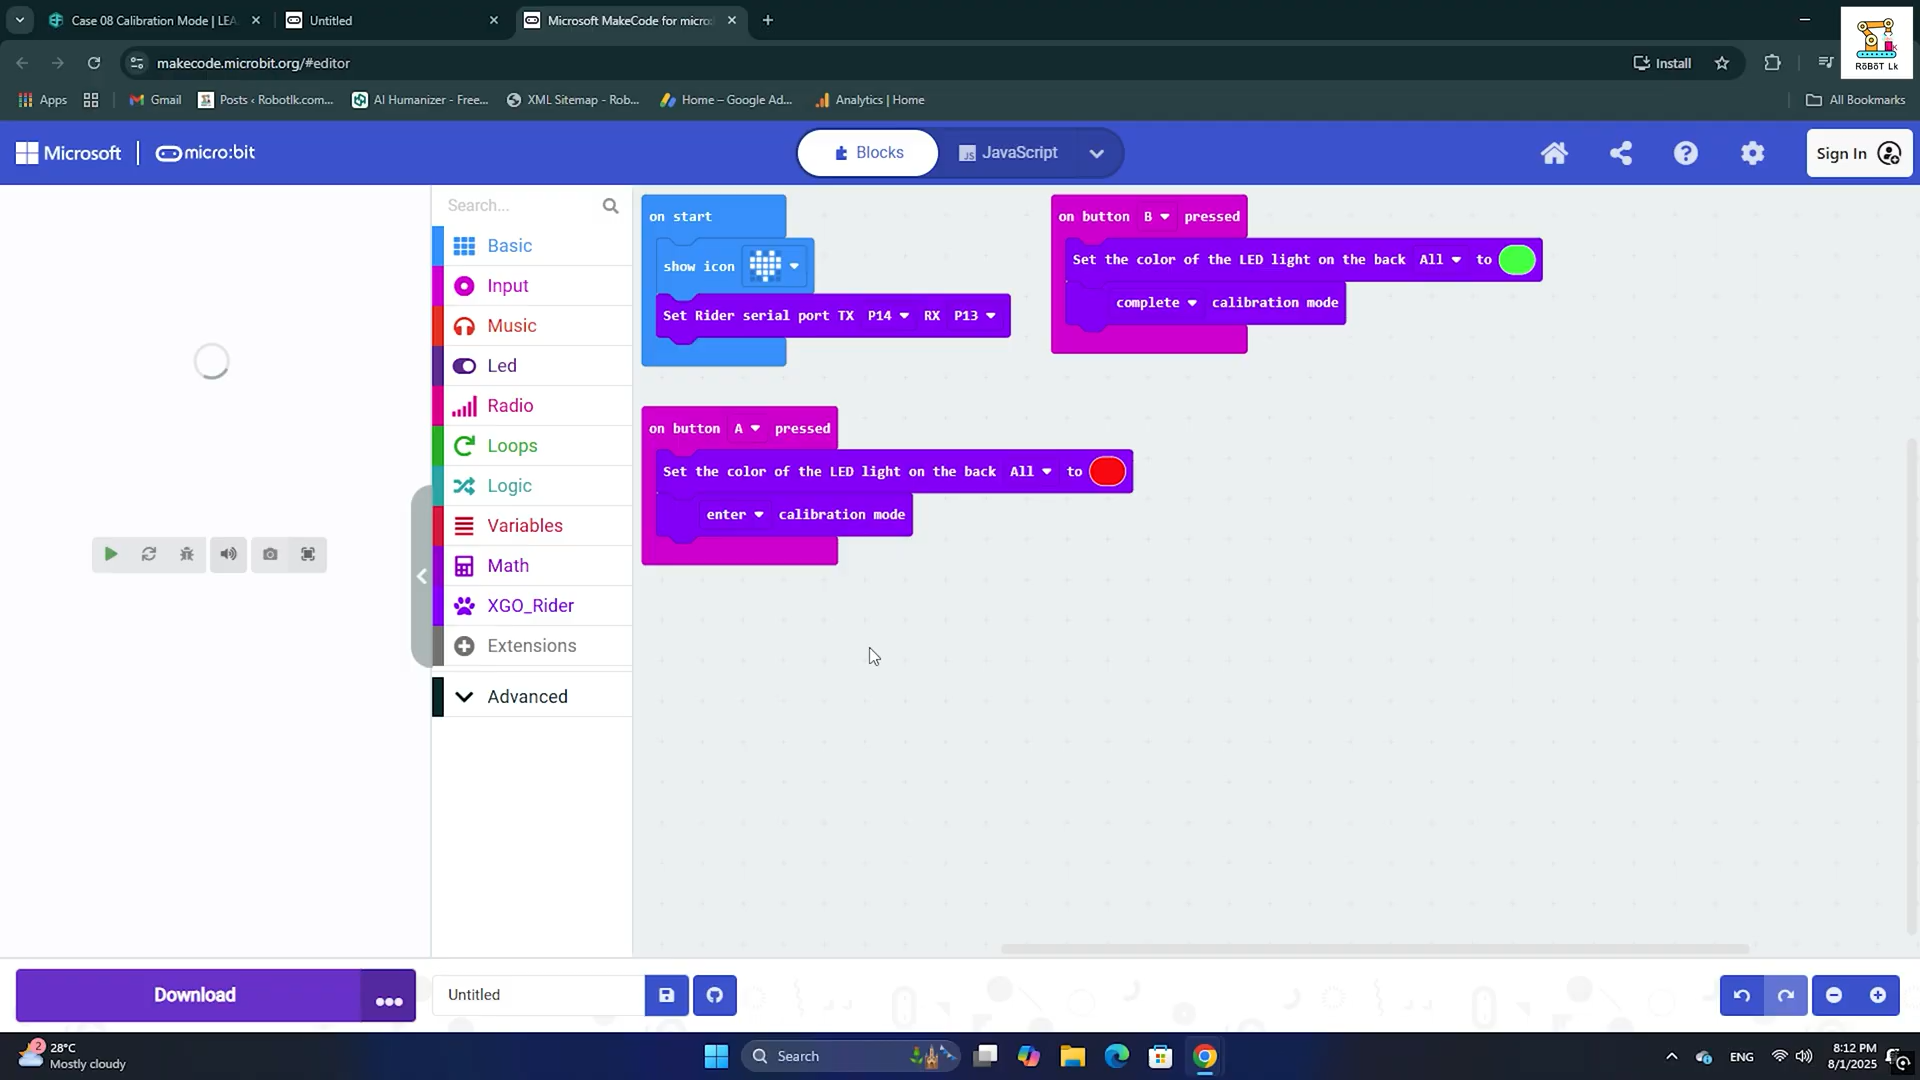 Case 08 Calibration Mode | LEA
Untitled
Microsoft MakeCode for micro:
makecode.microbit.org/#editor
Install
RōBōT Lk
Apps
Gmail
Posts ‹ Robotlk.com...
AI Humanizer - Free...
XML Sitemap - Rob...
Home – Google Ad...
Analytics | Home
All Bookmarks
Microsoft
micro:bit
Blocks
JS JavaScript
Sign In
Search...
Basic
Input
Music
Led
Radio
Loops
Logic
Variables
Math
XGO_Rider
Extensions
Advanced
on start
show icon
Set Rider serial port TX P14 RX P13
on button B pressed
Set the color of the LED light on the back All to
complete calibration mode
on button A pressed
Set the color of the LED light on the back All to
enter calibration mode
Download
Untitled
2
28°C
Mostly cloudy
Search
ENG
8:12 PM
8/1/2025